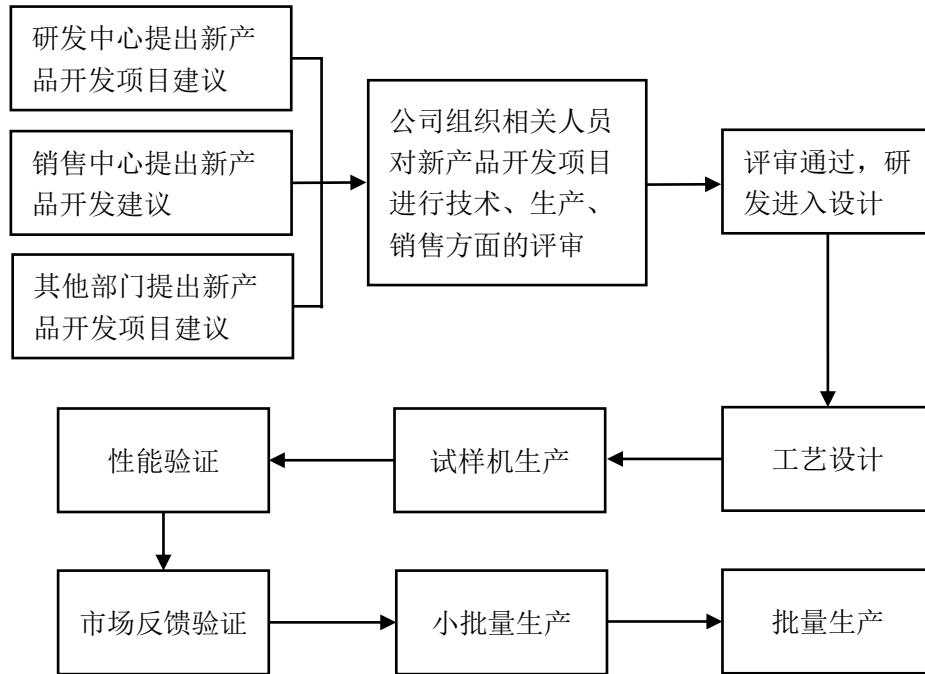 研发中心提出新产
品开发项目建议
销售中心提出新产
品开发建议
其他部门提出新产
品开发项目建议
公司组织相关人员
对新产品开发项目
进行技术、生产、
销售方面的评审
评审通过，研
发进入设计
工艺设计
试样机生产
性能验证
市场反馈验证
小批量生产
批量生产